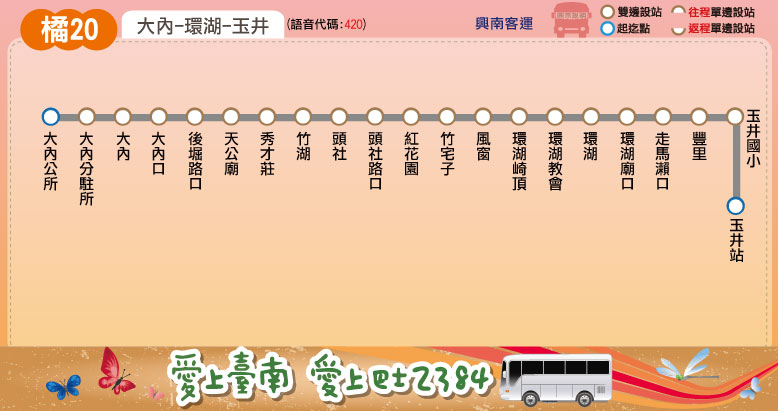 橘20
大內-環湖-玉井
(語音代碼:420)
興南客運
雙邊設站
起迄點
往程單邊設站
返程單邊設站
大內公所
大內分駐所
大內
大內口
後堀路口
天公廟
秀才莊
竹湖
頭社
頭社路口
紅花園
竹宅子
風窗
環湖崎頂
環湖教會
環湖
環湖廟口
走馬瀨口
豐里
玉井國小
玉井站
愛上臺南 愛上巴士2384